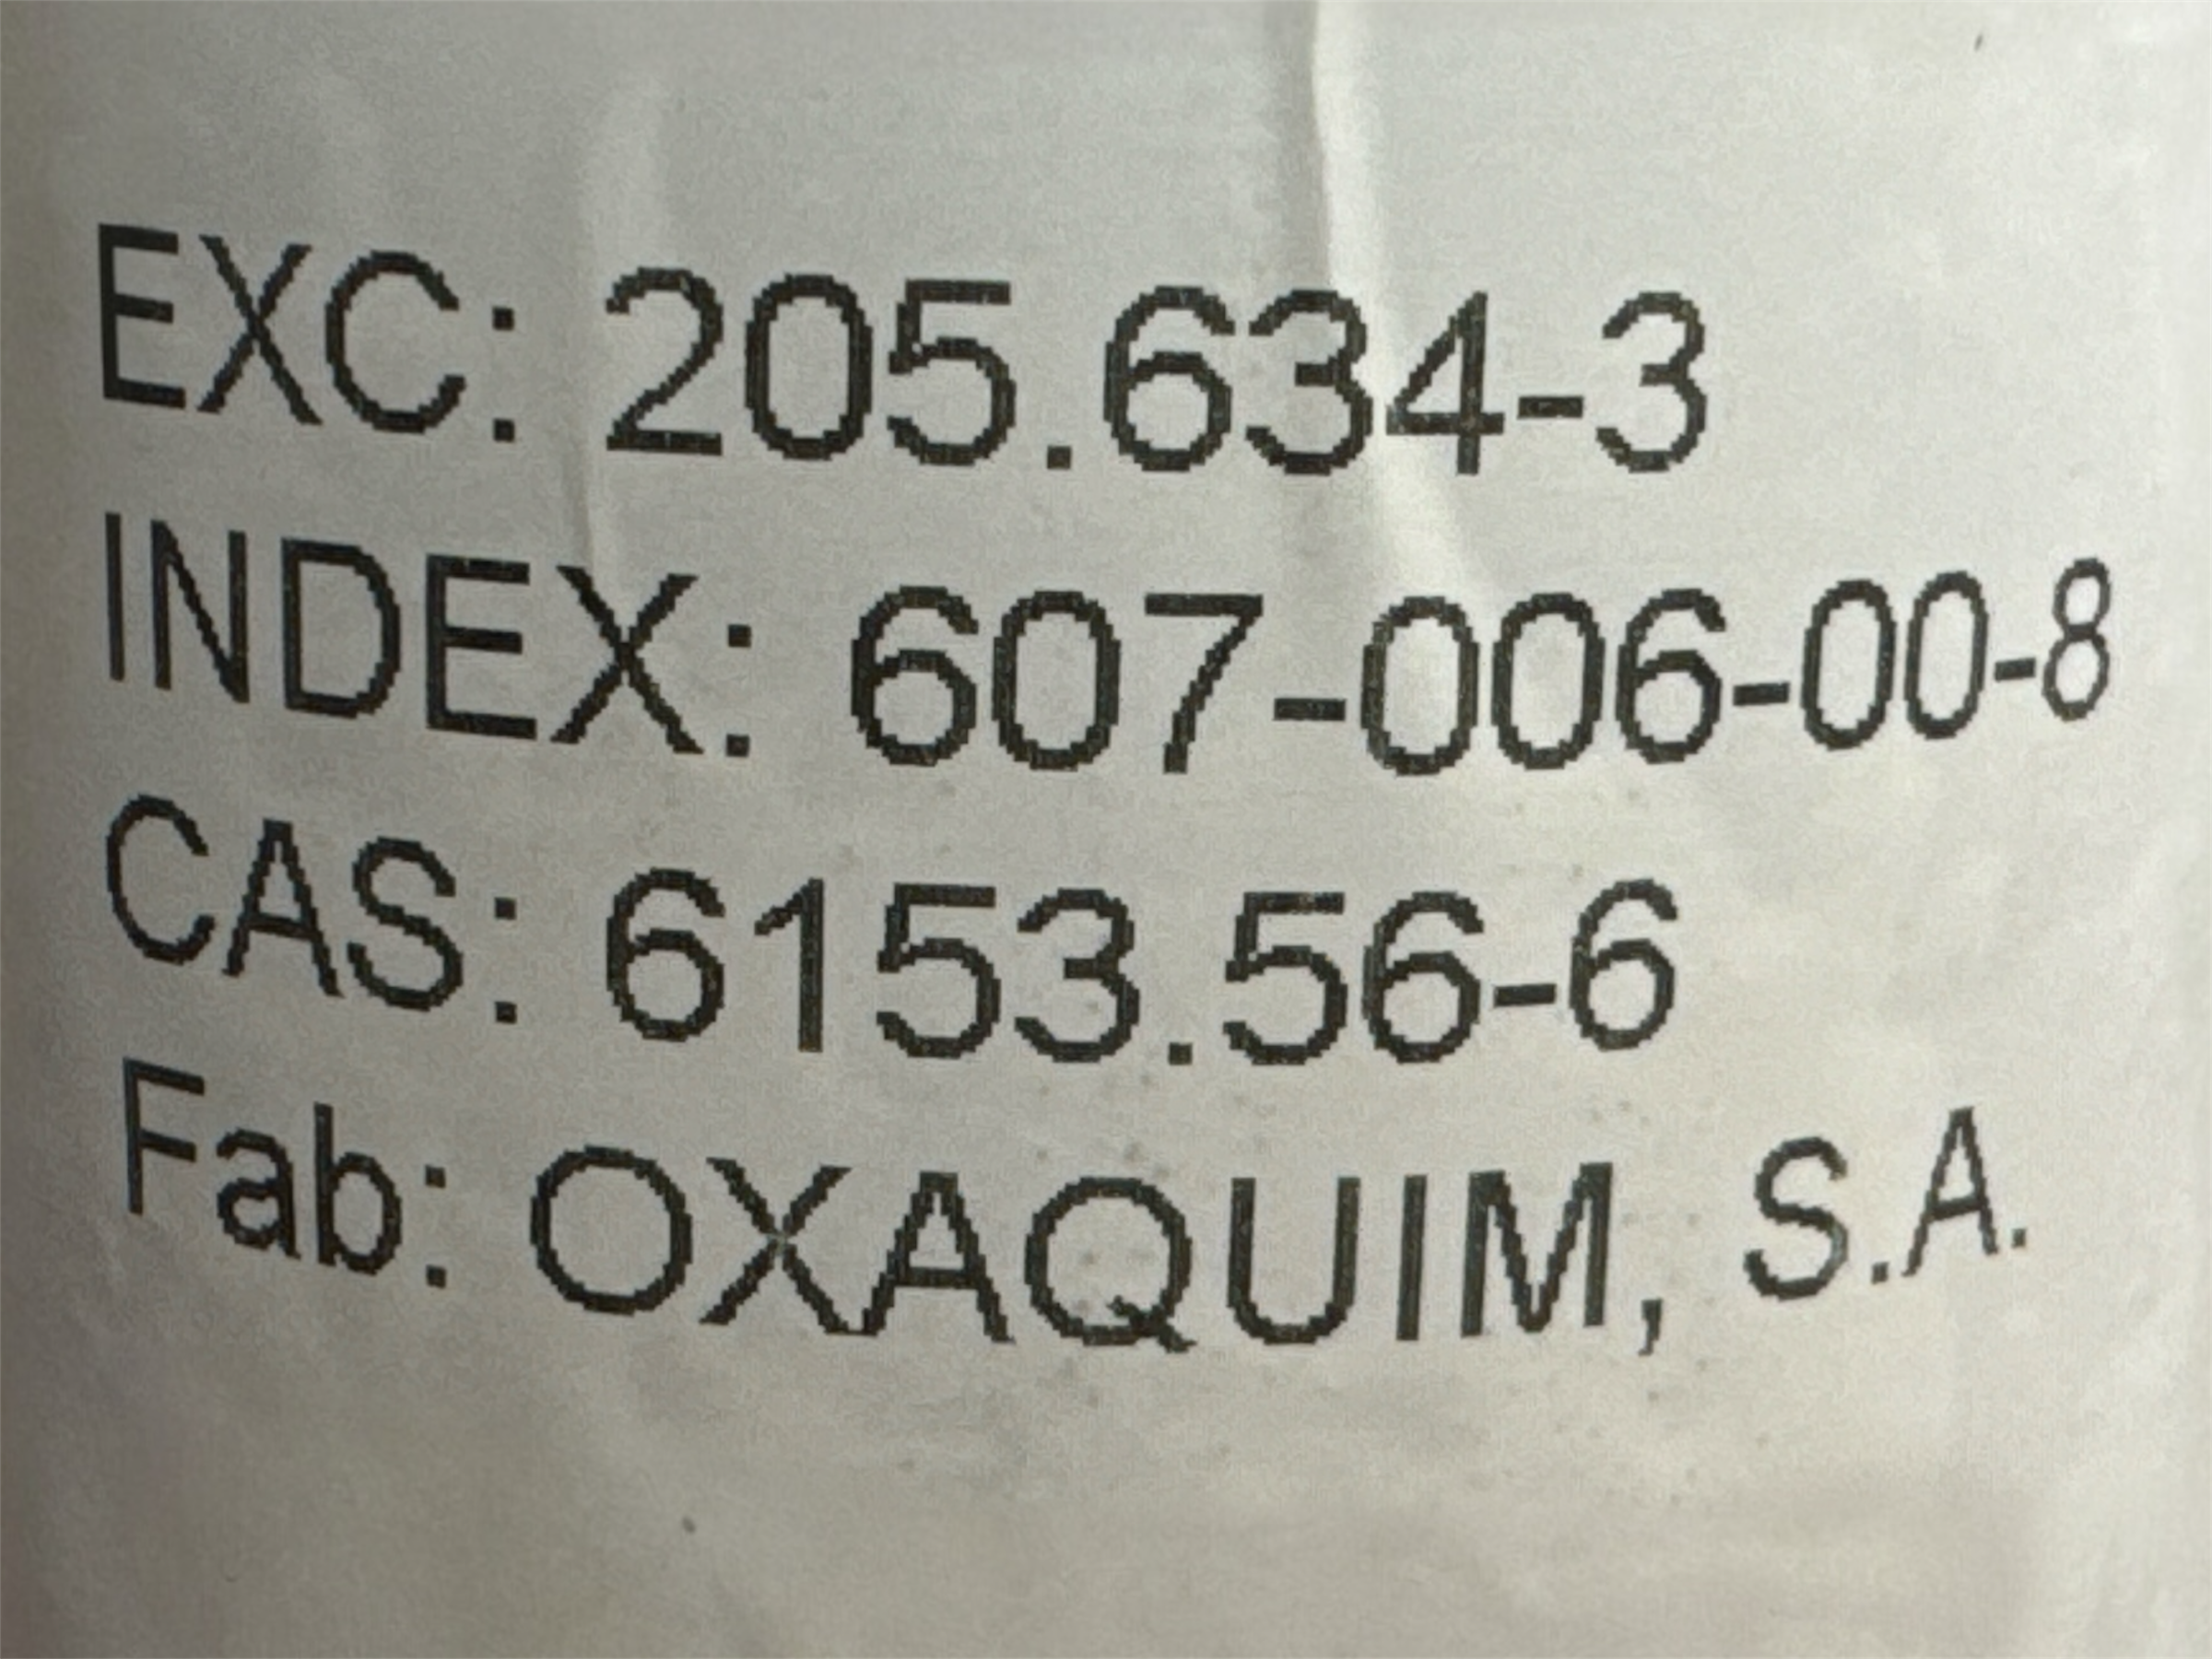 EXC: 205.634-3
INDEX: 607-006-00-8
CAS: 6153.56-6
Fab: OXAQUIM, S.A.